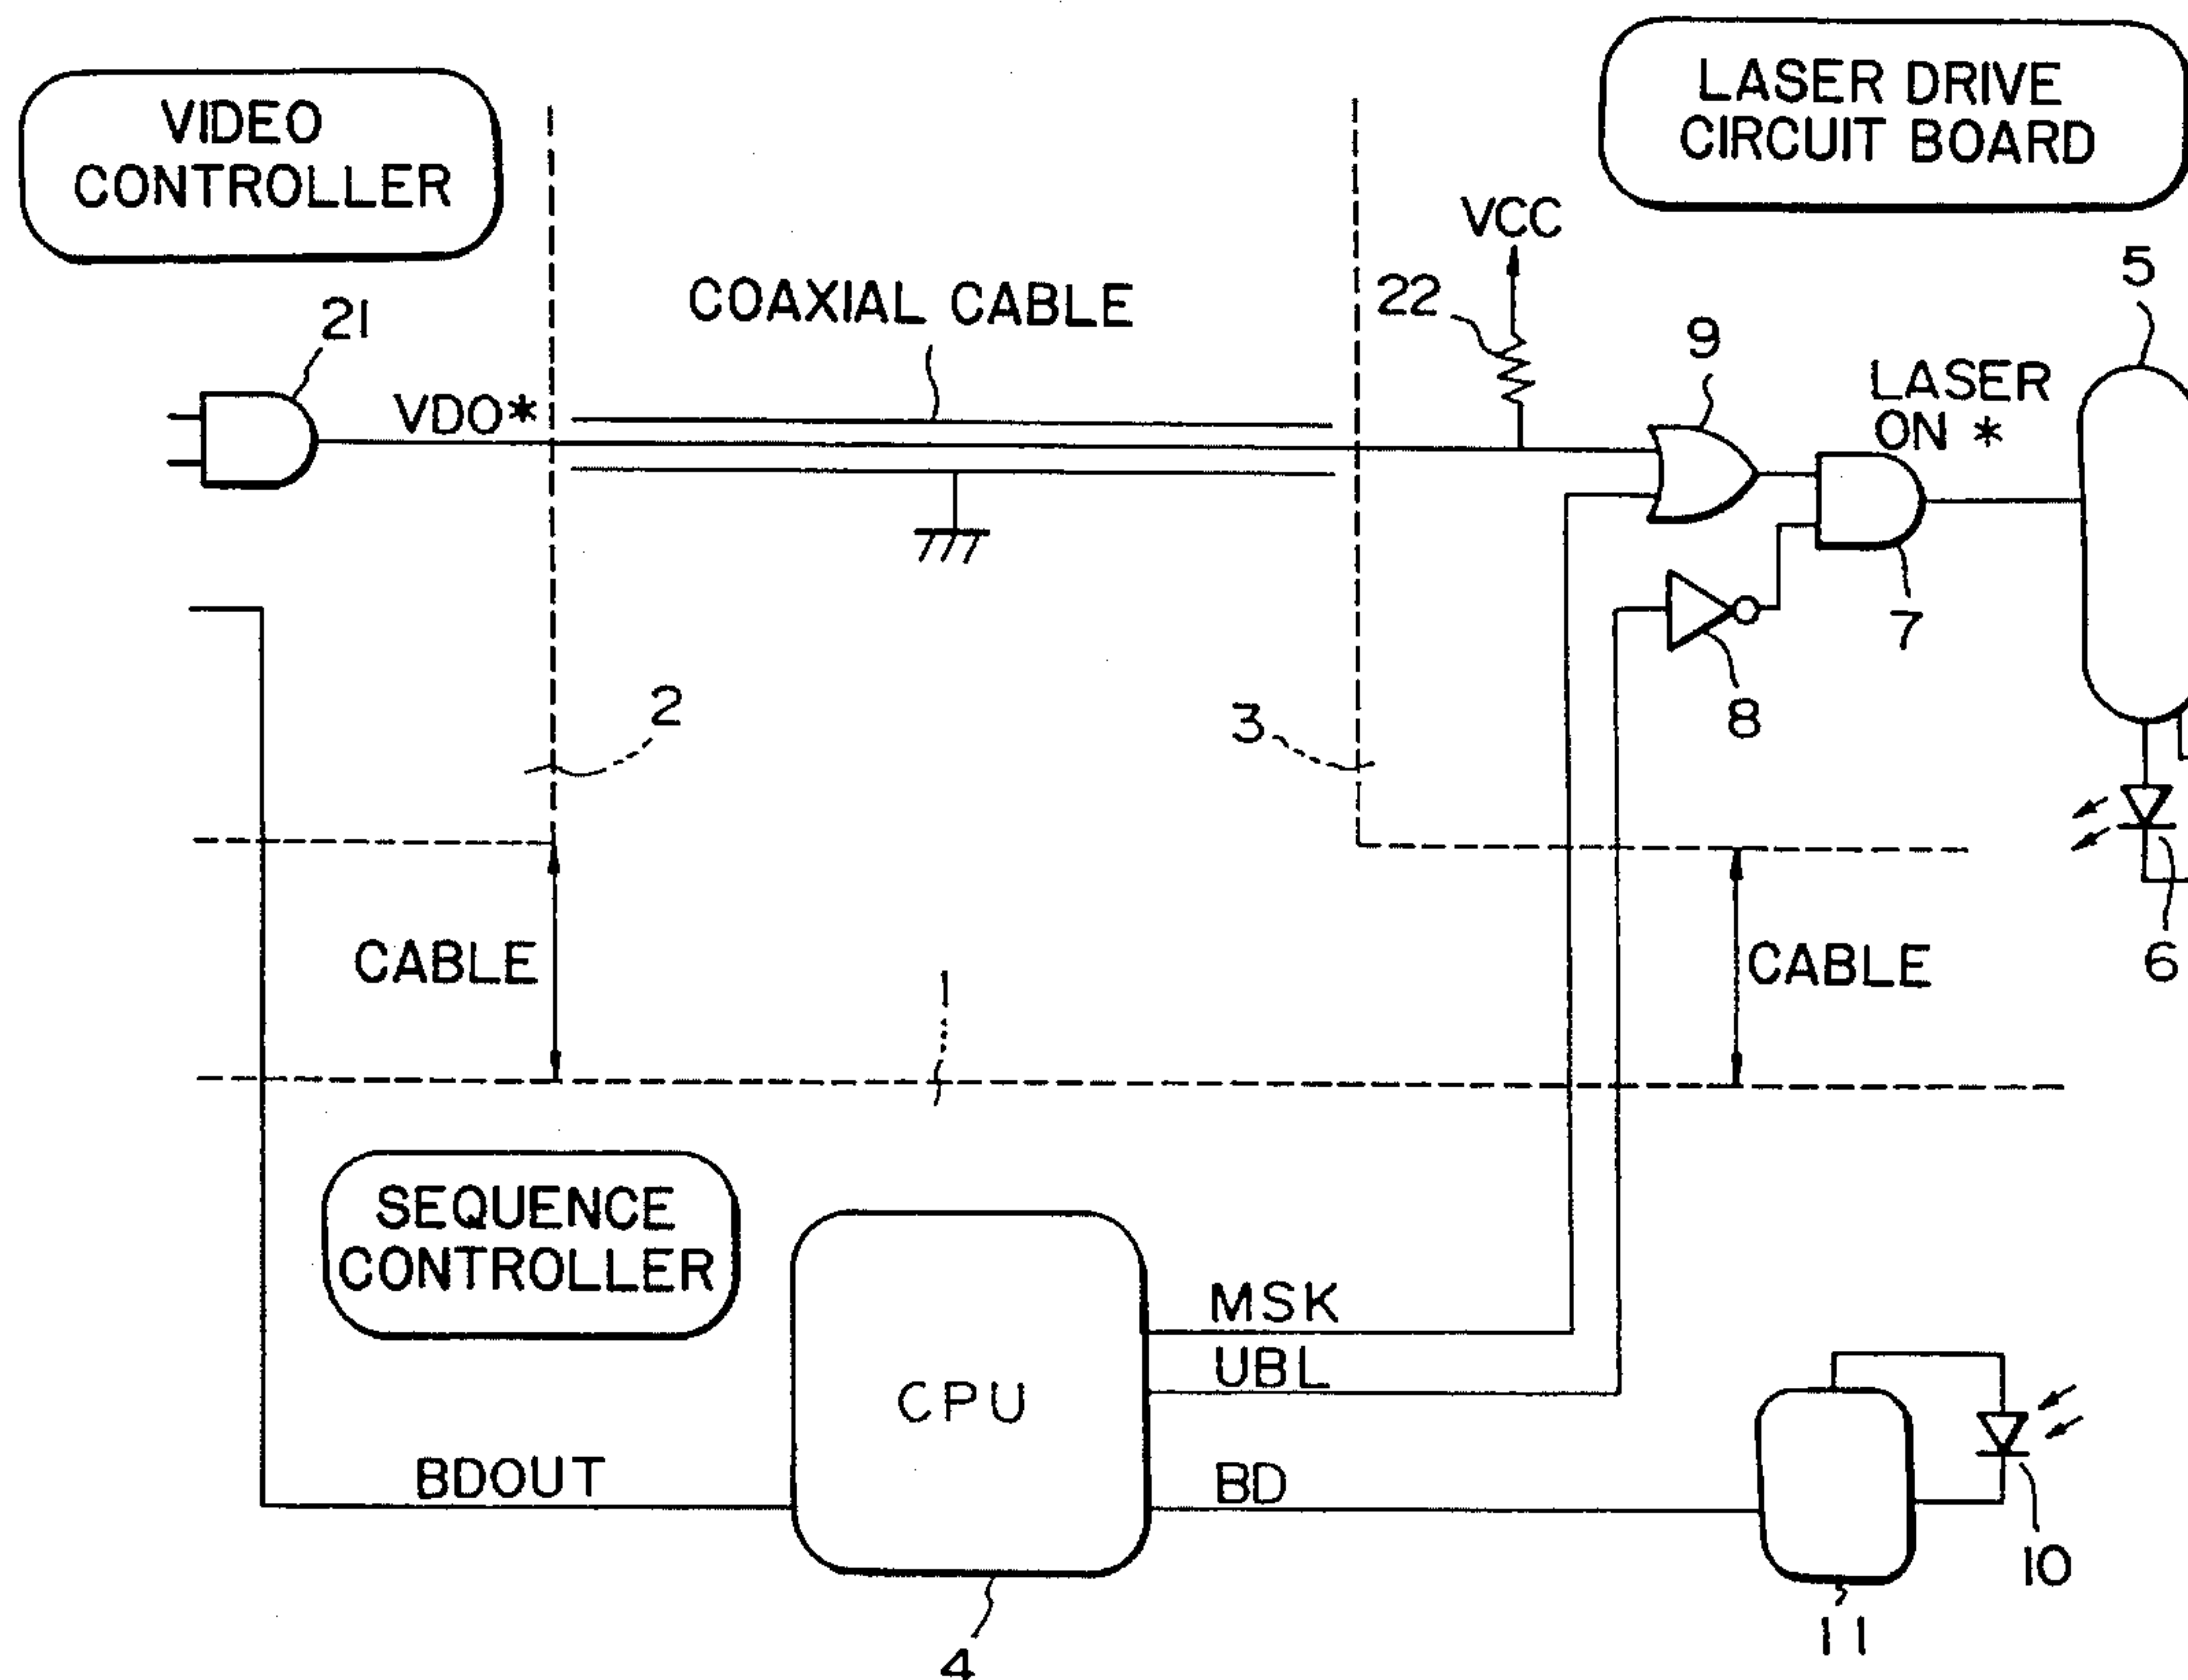 VIDEO
CONTROLLER
LASER DRIVE
CIRCUIT BOARD
VCC
5
COAXIAL CABLE
22
21
9
VDO*
LASER
ON *
7
2
3
8
CABLE
CABLE
6
1
SEQUENCE
CONTROLLER
MSK
UBL
CPU
BDOUT
BD
10
11
4